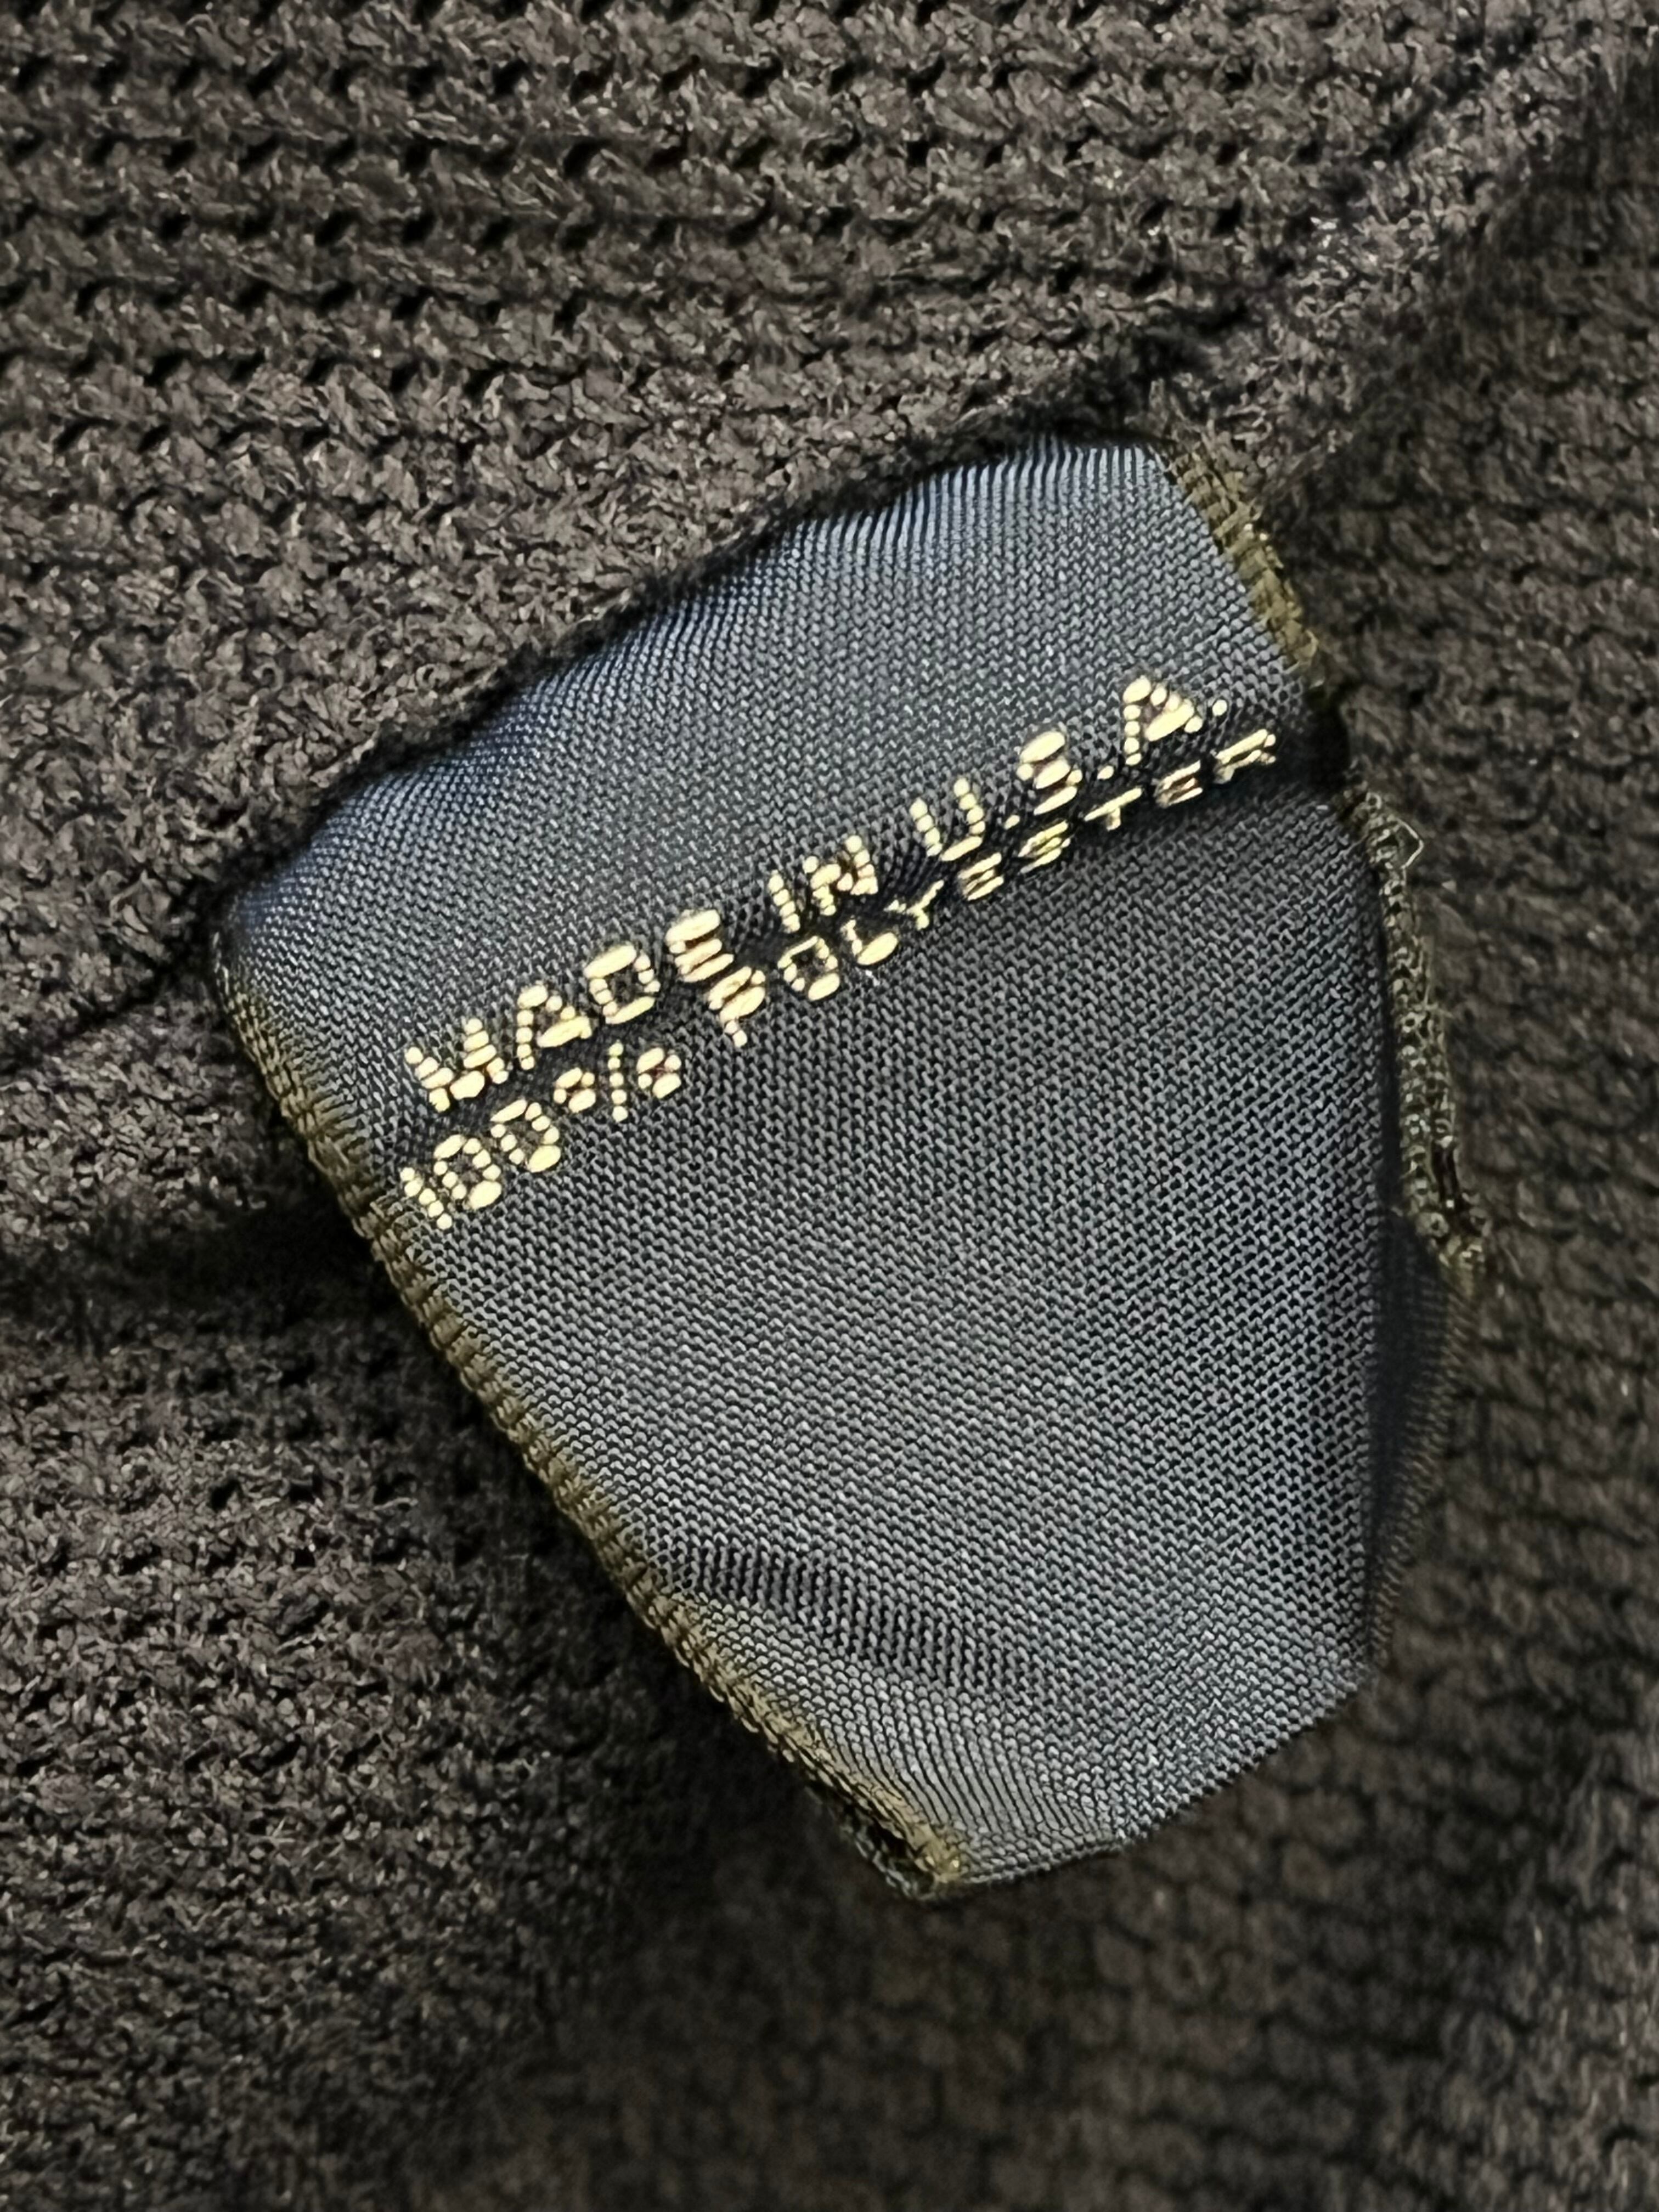 MADE IN U.S.A.
100% POLYESTER